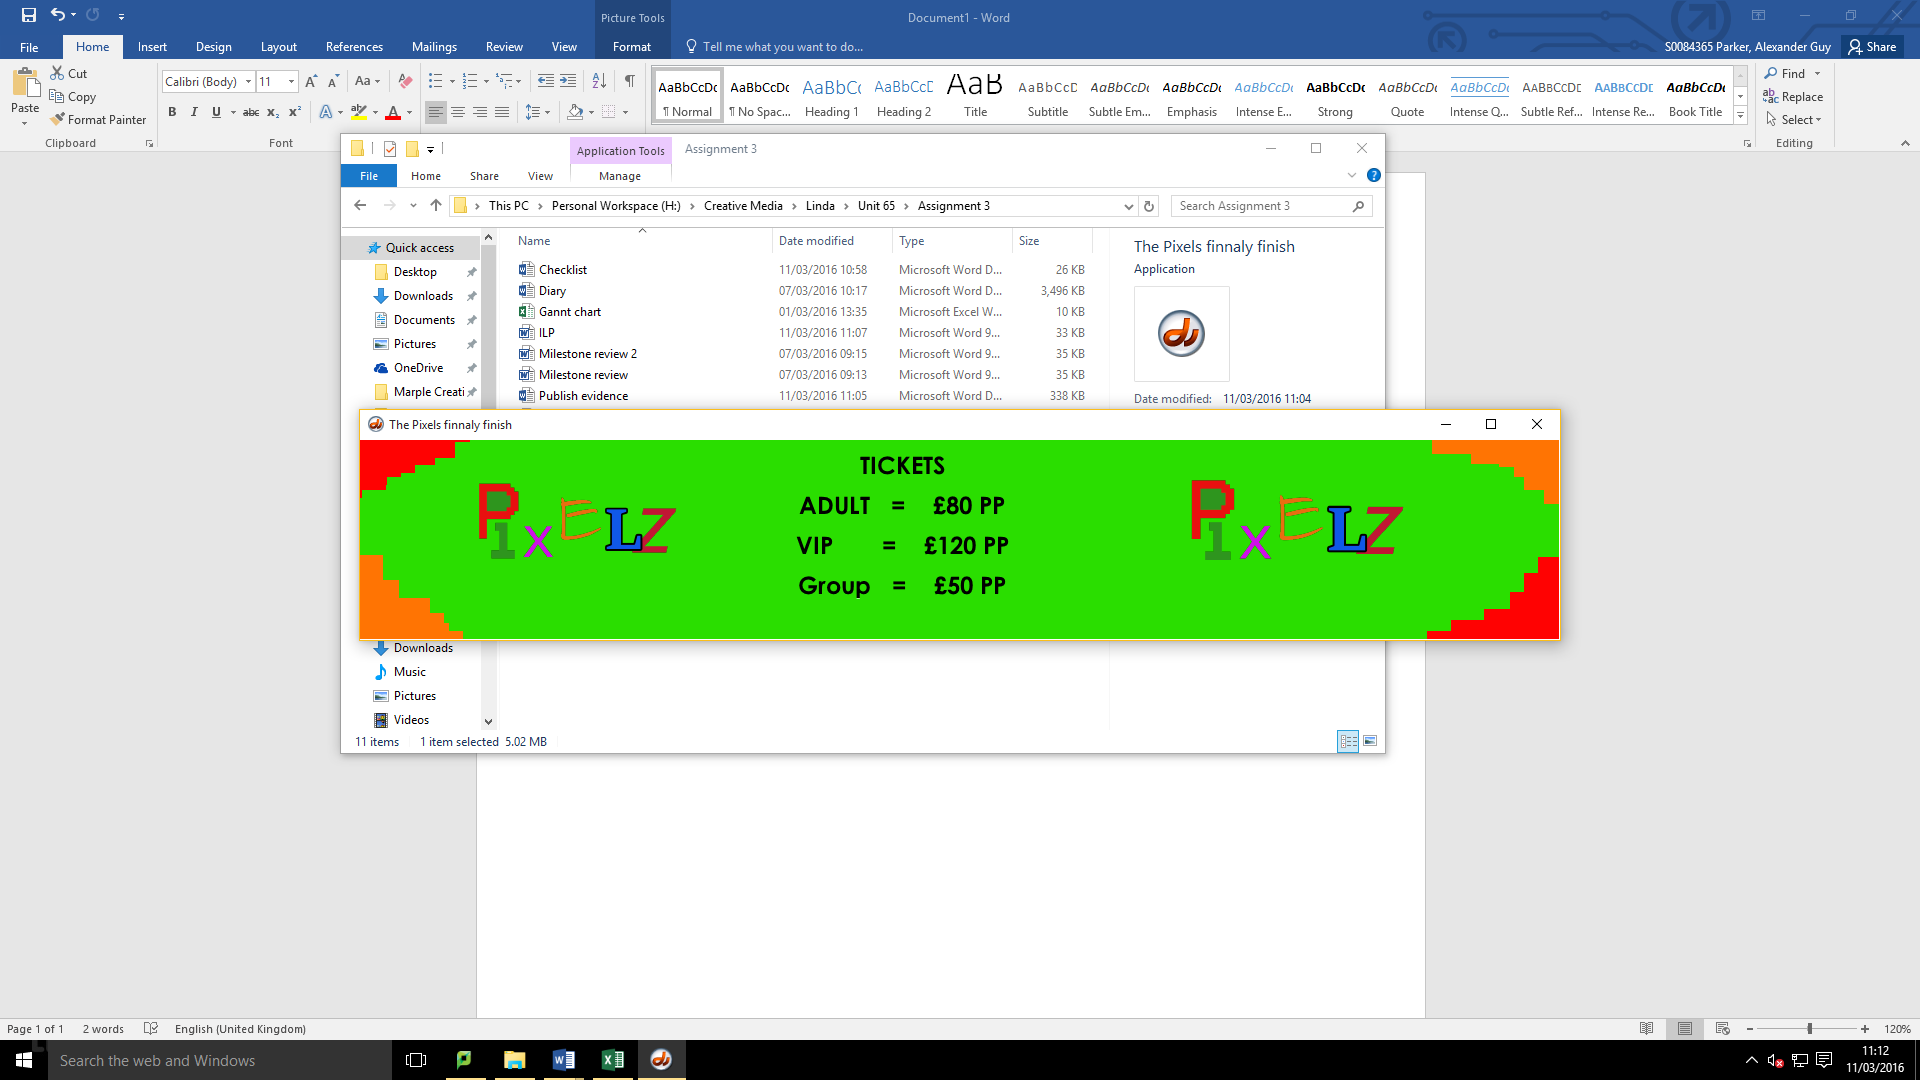 Picture Tools
Document1 - Word
File Home Insert Design Layout References Mailings Review View Format Tell me what you want to do... S0084365 Parker, Alexander Guy Share
Paste Cut Copy Format Painter
Clipboard
Calibri (Body) 11 Aa
B I U abc x₂ x²
Font
AaBbCcDc AaBbCcDc AaBbCc AaBbCcD AaB AaBbCcD AaBbCcDc AaBbCcDc AaBbCcDc AaBbCcDc AaBbCcDc AaBbCcDc AABBCCDD AABBCCDD AaBbCcDc
¶ Normal ¶ No Spac... Heading 1 Heading 2 Title Subtitle Subtle Em... Emphasis Intense E... Strong Quote Intense Q... Subtle Ref... Intense Re... Book Title
Find
Replace
Select
Editing
Application Tools Assignment 3
File Home Share View Manage
This PC Personal Workspace (H:) Creative Media Linda Unit 65 Assignment 3 Search Assignment 3
Quick access
Desktop
Downloads
Documents
Pictures
OneDrive
Marple Creati
Name Date modified Type Size
Checklist 11/03/2016 10:58 Microsoft Word D... 26 KB
Diary 07/03/2016 10:17 Microsoft Word D... 3,496 KB
Gannt chart 01/03/2016 13:35 Microsoft Excel W... 10 KB
ILP 11/03/2016 11:07 Microsoft Word 9... 33 KB
Milestone review 2 07/03/2016 09:15 Microsoft Word 9... 35 KB
Milestone review 07/03/2016 09:13 Microsoft Word 9... 35 KB
Publish evidence 11/03/2016 11:05 Microsoft Word D... 338 KB
The Pixels finnaly finish
Application
Date modified: 11/03/2016 11:04
The Pixels finnaly finish
PixELZ
TICKETS
ADULT = £80 PP
VIP = £120 PP
Group = £50 PP
PixELZ
Downloads
Music
Pictures
Videos
11 items 1 item selected 5.02 MB
Page 1 of 1 2 words English (United Kingdom) 120%
Search the web and Windows
11:12
11/03/2016